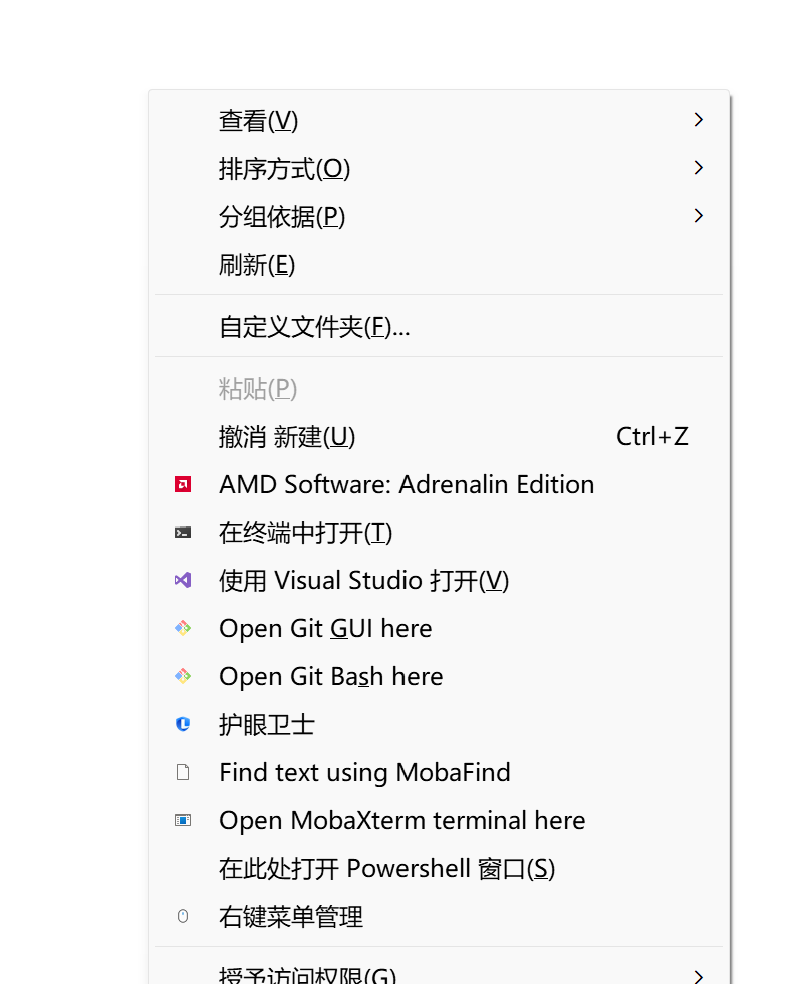 查看(V)
排序方式(O)
分组依据(P)
刷新(E)
自定义文件夹(F)...
粘贴(P)
撤消 新建(U) Ctrl+Z
AMD Software: Adrenalin Edition
在终端中打开(T)
使用 Visual Studio 打开(V)
Open Git GUI here
Open Git Bash here
护眼卫士
Find text using MobaFind
Open MobaXterm terminal here
在此处打开 Powershell 窗口(S)
右键菜单管理
授予访问权限(G)